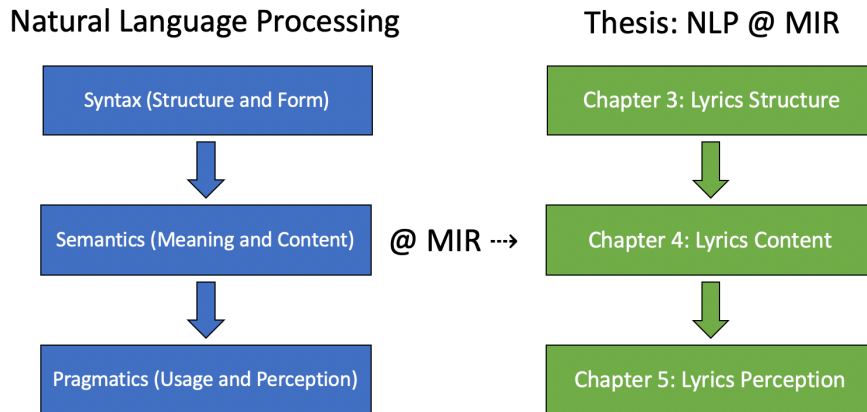 Natural Language Processing
Thesis: NLP @ MIR
Syntax (Structure and Form)
Chapter 3: Lyrics Structure
Semantics (Meaning and Content)
@ MIR ⇢
Chapter 4: Lyrics Content
Pragmatics (Usage and Perception)
Chapter 5: Lyrics Perception